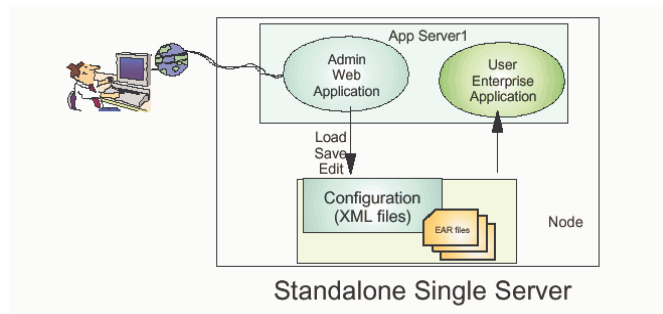 App Server1
Admin
Web
Application
User
Enterprise
Application
Load
Save
Edit
Configuration
(XML files)
EAR files
Node
Standalone Single Server